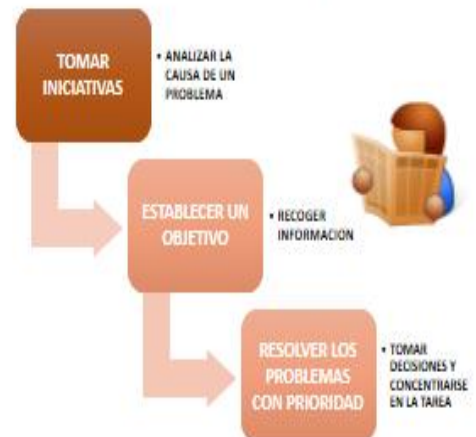 TOMAR
INICIATIVAS
• ANALIZAR LA
CAUSA DE UN
PROBLEMA
ESTABLECER UN
OBJETIVO
• RECOGER
INFORMACION
RESOLVER LOS
PROBLEMAS
CON PRIORIDAD
• TOMAR
DECISIONES Y
CONCENTRARSE
EN LA TAREA